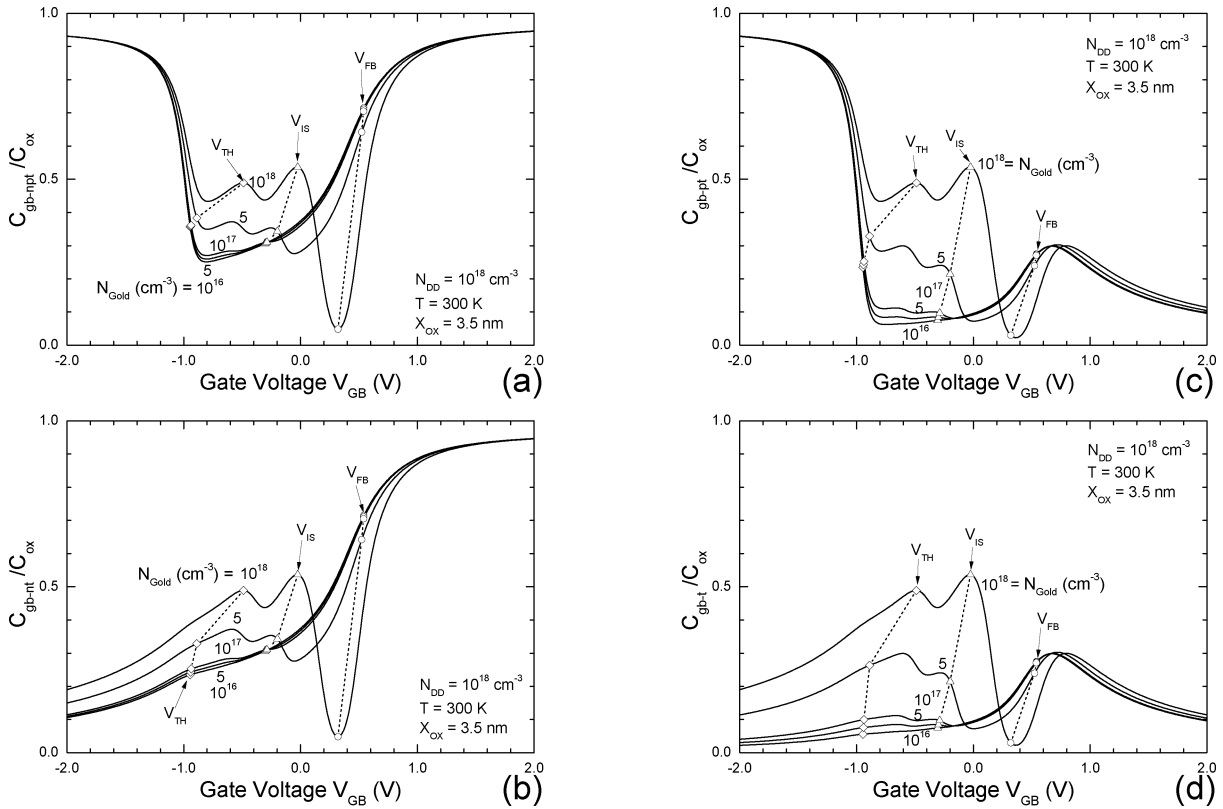 1.0
C_gb-npt /C_ox
0.5
0.0
V_TH
V_IS
V_FB
10^18
5
10^17
5
N_Gold (cm^-3) = 10^16
N_DD = 10^18 cm^-3
T = 300 K
X_OX = 3.5 nm
-2.0 -1.0 0.0 1.0 2.0
Gate Voltage V_GB (V)
(a)
1.0
C_gb-pt /C_ox
0.5
0.0
N_DD = 10^18 cm^-3
T = 300 K
X_OX = 3.5 nm
V_TH
V_IS
10^18 = N_Gold (cm^-3)
V_FB
5
10^17
5
10^16
-2.0 -1.0 0.0 1.0 2.0
Gate Voltage V_GB (V)
(c)
1.0
C_gb-nt /C_ox
0.5
0.0
V_FB
V_IS
N_Gold (cm^-3) = 10^18
5
10^17
5
10^16
V_TH
N_DD = 10^18 cm^-3
T = 300 K
X_OX = 3.5 nm
-2.0 -1.0 0.0 1.0 2.0
Gate Voltage V_GB (V)
(b)
1.0
C_gb-t /C_ox
0.5
0.0
N_DD = 10^18 cm^-3
T = 300 K
X_OX = 3.5 nm
V_TH
V_IS
10^18 = N_Gold (cm^-3)
V_FB
5
10^17
5
10^16
-2.0 -1.0 0.0 1.0 2.0
Gate Voltage V_GB (V)
(d)